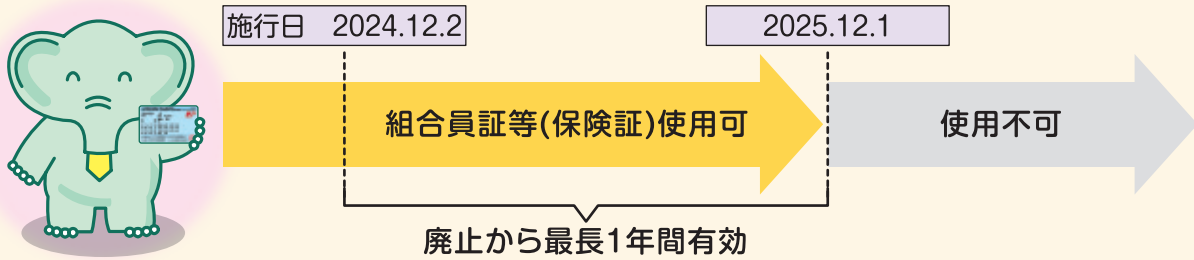 施行日　2024.12.2
2025.12.1
組合員証等(保険証)使用可
使用不可
廃止から最長1年間有効